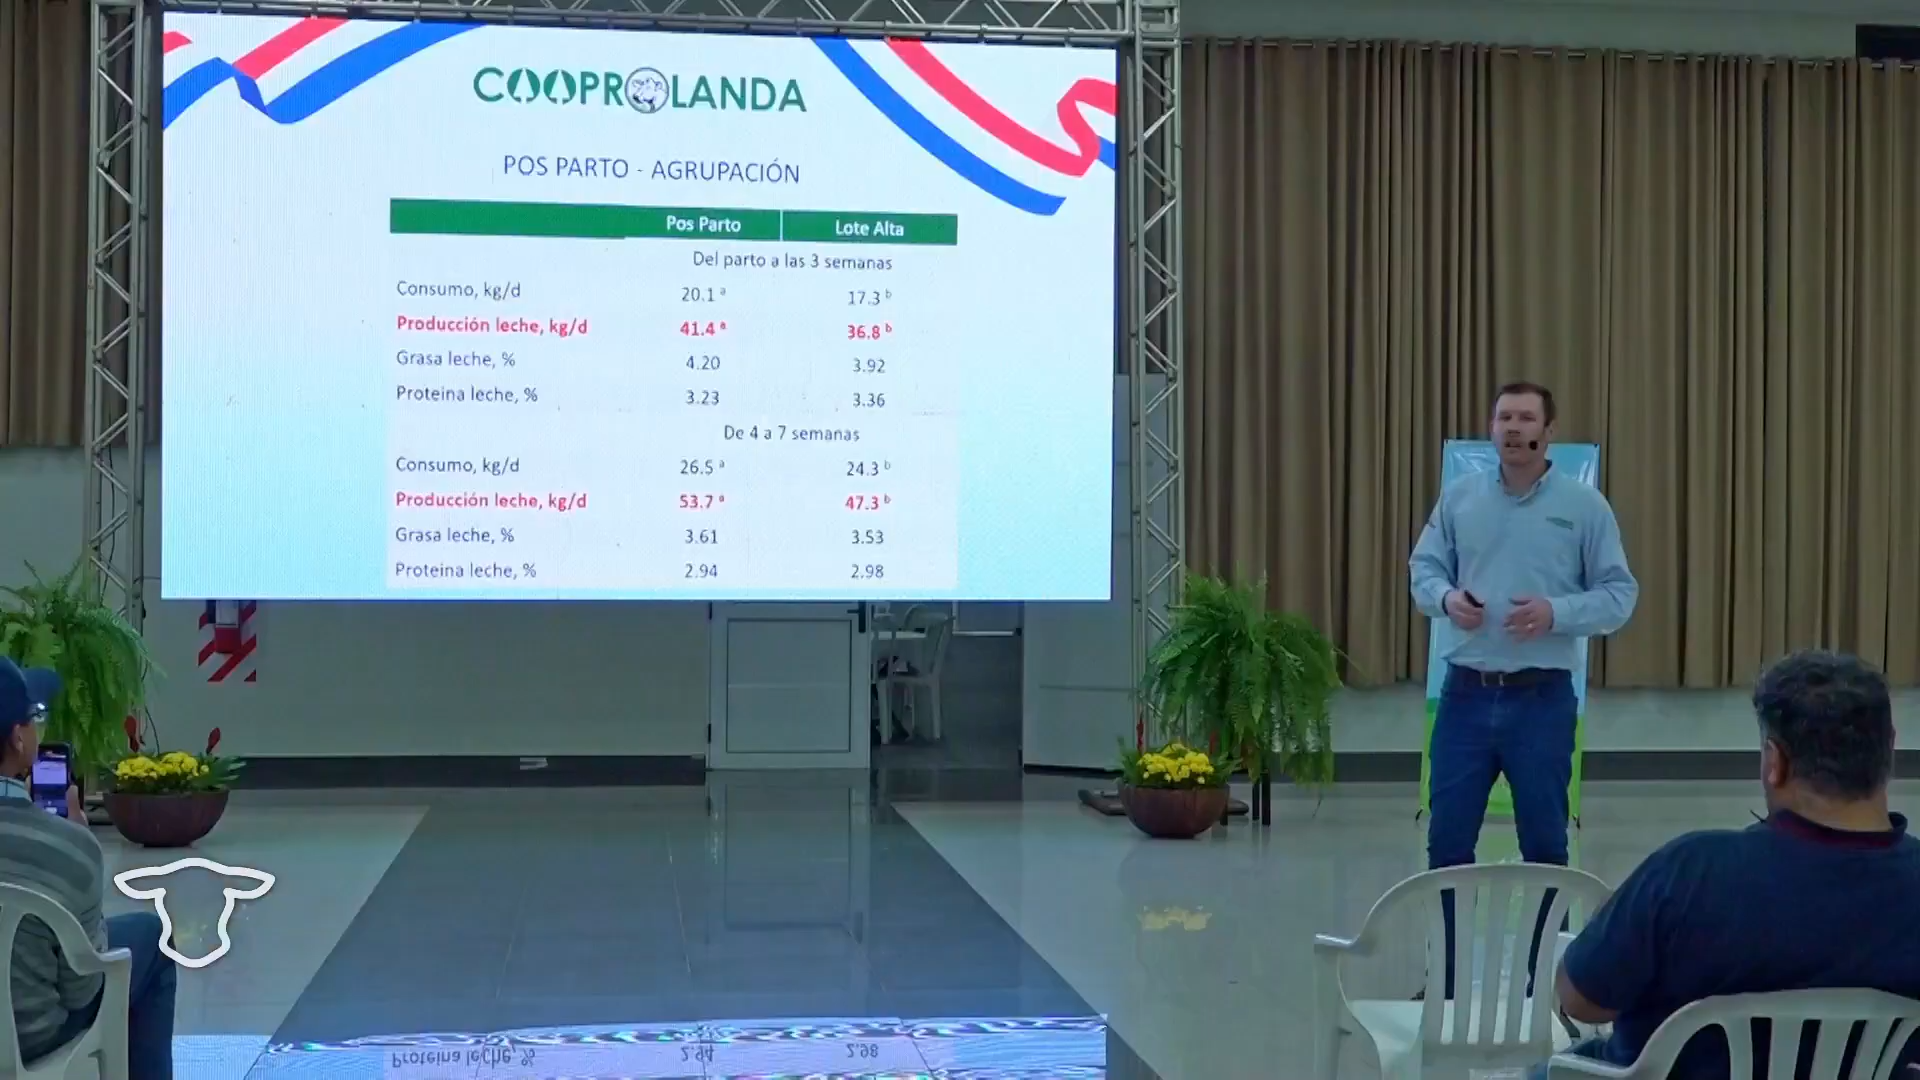 COOPROLANDA
POS PARTO - AGRUPACIÓN
Pos Parto Lote Alta
Del parto a las 3 semanas
Consumo, kg/d 20.1 a 17.3 b
Producción leche, kg/d 41.4 a 36.8 b
Grasa leche, % 4.20 3.92
Proteina leche, % 3.23 3.36
De 4 a 7 semanas
Consumo, kg/d 26.5 a 24.3 b
Producción leche, kg/d 53.7 a 47.3 b
Grasa leche, % 3.61 3.53
Proteina leche, % 2.94 2.98